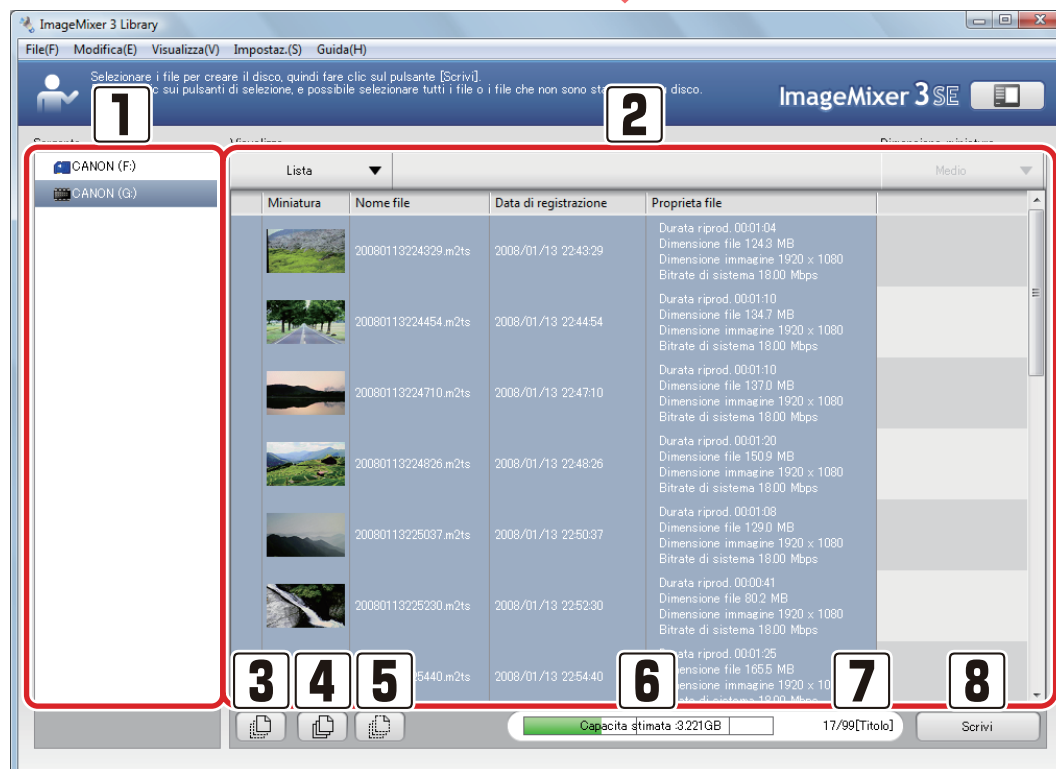 ImageMixer 3 Library
File(F) Modifica(E) Visualizza(V) Impostaz.(S) Guida(H)
Selezionare i file per creare il disco, quindi fare clic sul pulsante [Scrivi].
sui pulsanti di selezione, e possibile selezionare tutti i file o i file che non sono disco.
ImageMixer 3 SE
1
2
CANON (F:)
CANON (G:)
Lista
Medio
Miniatura Nome file Data di registrazione Proprieta file
Durata riprod. 00:01:04
20080113224329.m2ts 2008/01/13 22:43:29
Dimensione file 124.3 MB
Dimensione immagine 1920 x 1080
Bitrate di sistema 18.00 Mbps
Durata riprod. 00:01:10
20080113224454.m2ts 2008/01/13 22:44:54
Dimensione file 134.7 MB
Dimensione immagine 1920 x 1080
Bitrate di sistema 18.00 Mbps
Durata riprod. 00:01:10
20080113224710.m2ts 2008/01/13 22:47:10
Dimensione file 137.0 MB
Dimensione immagine 1920 x 1080
Bitrate di sistema 18.00 Mbps
Durata riprod. 00:01:20
20080113224826.m2ts 2008/01/13 22:48:26
Dimensione file 150.9 MB
Dimensione immagine 1920 x 1080
Bitrate di sistema 18.00 Mbps
Durata riprod. 00:01:08
20080113225037.m2ts 2008/01/13 22:50:37
Dimensione file 129.0 MB
Dimensione immagine 1920 x 1080
Bitrate di sistema 18.00 Mbps
Durata riprod. 00:00:41
20080113225230.m2ts 2008/01/13 22:52:30
Dimensione file 80.2 MB
Dimensione immagine 1920 x 1080
Bitrate di sistema 18.00 Mbps
riprod. 00:01:25
5440.m2ts 2008/01/13 22:54:40
file 165.5 MB
immagine 1920 x
3
4
5
6
7
8
Capacita stimata :3.221GB
17/99[Titolo]
Scrivi